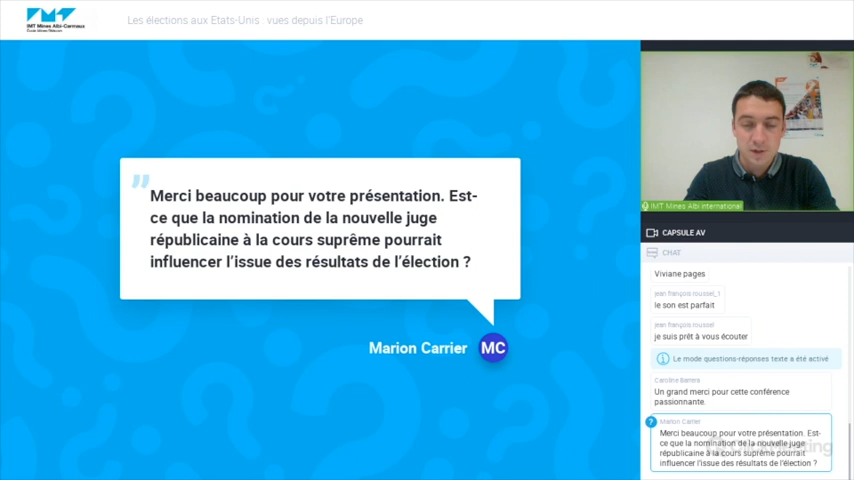 IMT Mines Albi-Carmaux
École Mines-Télécom
Les élections aux Etats-Unis : vues depuis l'Europe
Merci beaucoup pour votre présentation. Est-
ce que la nomination de la nouvelle juge
républicaine à la cours suprême pourrait
influencer l'issue des résultats de l'élection ?
Marion Carrier
MC
IMT Mines Albi international
CAPSULE AV
CHAT
Viviane pages
jean françois roussel_1
le son est parfait
jean françois roussel
je suis prêt à vous écouter
Le mode questions-réponses texte a été activé
Caroline Barrera
Un grand merci pour cette conférence
passionnante.
Marion Carrier
Merci beaucoup pour votre présentation. Est-
ce que la nomination de la nouvelle juge
républicaine à la cours suprême pourrait
influencer l'issue des résultats de l'élection ?